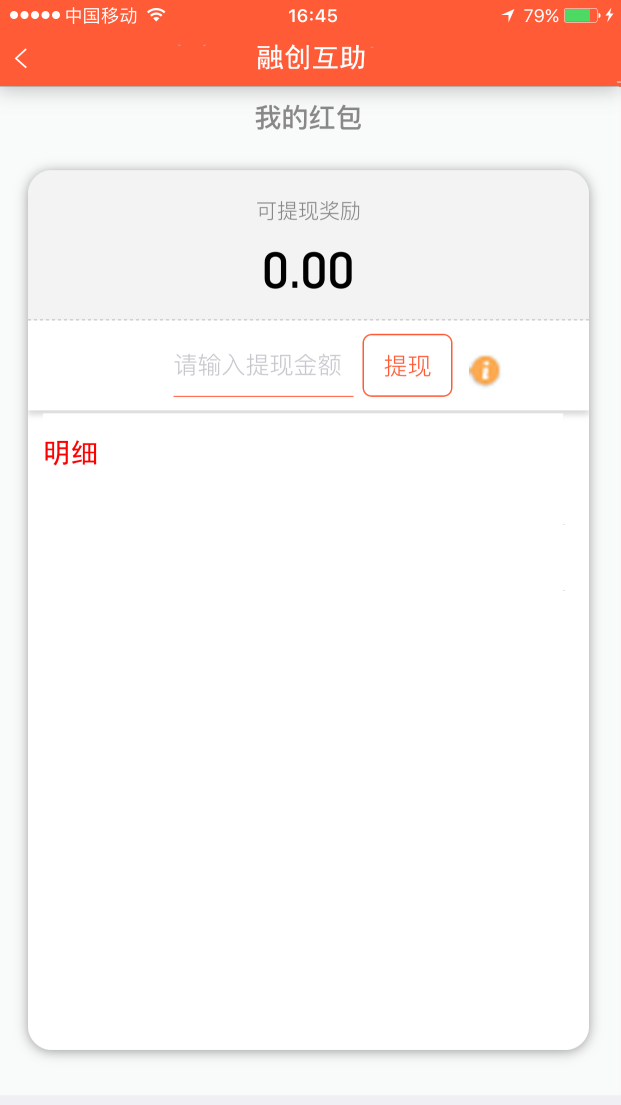 中国移动 16:45 79%
融创互助
我的红包
可提现奖励
0.00
请输入提现金额 提现
明细